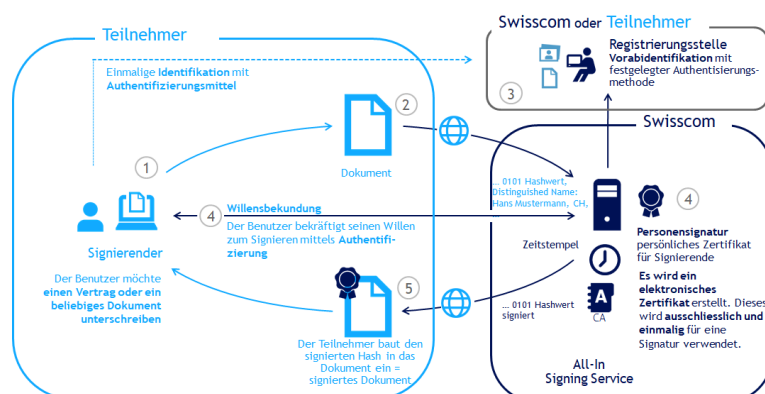 Teilnehmer
Swisscom oder Teilnehmer
Einmalige Identifikation mit
Authentifizierungsmittel
Registrierungsstelle
Vorabidentifikation mit
festgelegter Authentisierungs-
methode
3
2
Dokument
Swisscom
1
Signierender
Der Benutzer möchte
einen Vertrag oder ein
beliebiges Dokument
unterschreiben
4
Willensbekundung
Der Benutzer bekräftigt seinen Willen
zum Signieren mittels Authentifi-
zierung
... 0101 Hashwert,
Distinguished Name:
Hans Mustermann, CH,
...
4
Personensignatur
persönliches Zertifikat
für Signierende
Zeitstempel
Es wird ein
elektronisches
Zertifikat erstellt. Dieses
wird ausschliesslich und
einmalig für eine
Signatur verwendet.
A
CA
... 0101 Hashwert
signiert
5
Der Teilnehmer baut den
signierten Hash in das
Dokument ein =
signiertes Dokument
All-In
Signing Service